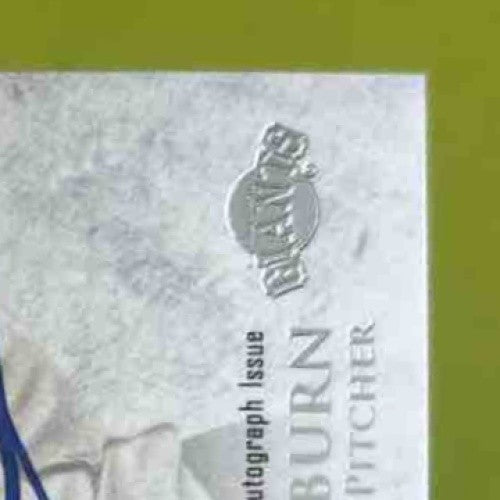 GIANTS
utograph Issue
BURN
PITCHER